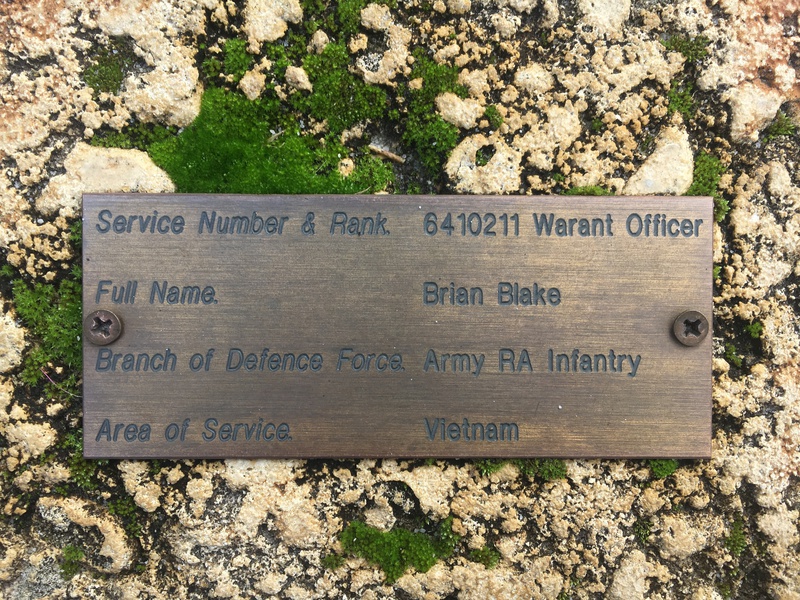 Service Number & Rank. 6410211 Warant Officer
Full Name. Brian Blake
Branch of Defence Force. Army RA Infantry
Area of Service. Vietnam